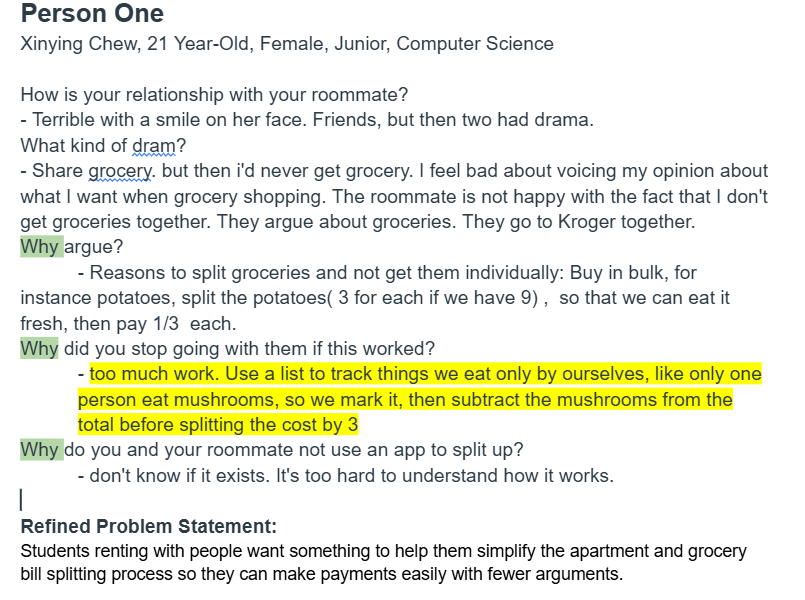 Person One
Xinying Chew, 21 Year-Old, Female, Junior, Computer Science
How is your relationship with your roommate?
- Terrible with a smile on her face. Friends, but then two had drama.
What kind of dram?
- Share grocery. but then i'd never get grocery. I feel bad about voicing my opinion about
what I want when grocery shopping. The roommate is not happy with the fact that I don't
get groceries together. They argue about groceries. They go to Kroger together.
Why argue?
- Reasons to split groceries and not get them individually: Buy in bulk, for
instance potatoes, split the potatoes( 3 for each if we have 9) , so that we can eat it
fresh, then pay 1/3 each.
Why did you stop going with them if this worked?
- too much work. Use a list to track things we eat only by ourselves, like only one
person eat mushrooms, so we mark it, then subtract the mushrooms from the
total before splitting the cost by 3
Why do you and your roommate not use an app to split up?
- don't know if it exists. It's too hard to understand how it works.
Refined Problem Statement:
Students renting with people want something to help them simplify the apartment and grocery
bill splitting process so they can make payments easily with fewer arguments.